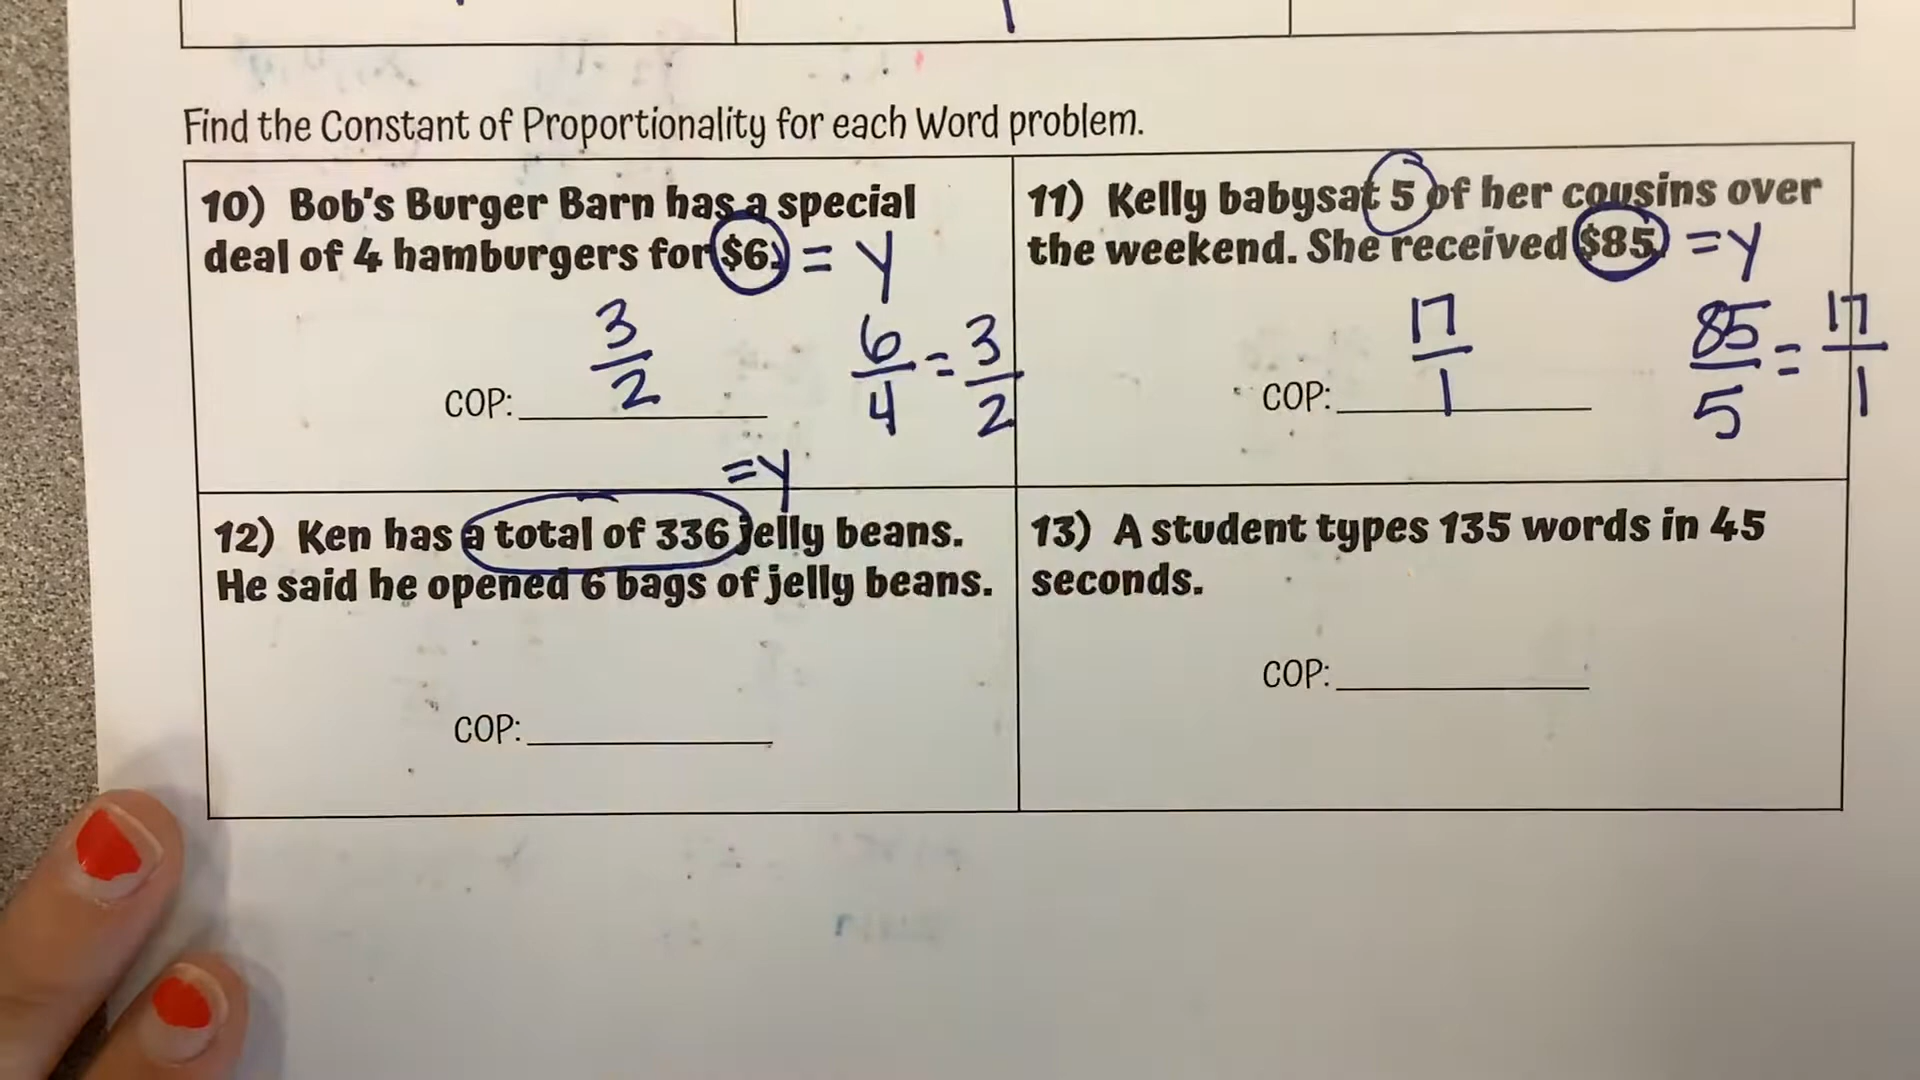 Find the Constant of Proportionality for each Word problem.
10) Bob's Burger Barn has a special
deal of 4 hamburgers for $6. = y
3
2
COP:
6/4 = 3/2
11) Kelly babysat 5 of her cousins over
the weekend. She received $85. = y
17
1
COP:
85/5 = 17/1
= y
12) Ken has a total of 336 jelly beans.
He said he opened 6 bags of jelly beans.
COP:
13) A student types 135 words in 45
seconds.
COP: